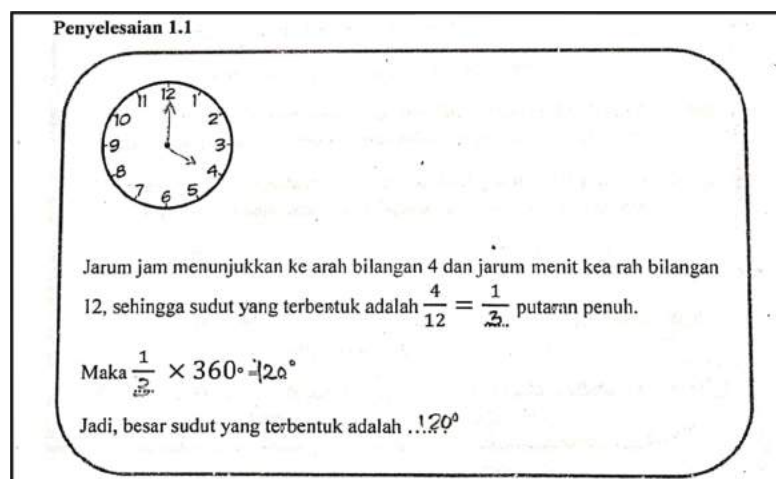 Penyelesaian 1.1
12
11 1
10 2
9 3
8 4
7 5
6
Jarum jam menunjukkan ke arah bilangan 4 dan jarum menit kea rah bilangan
12, sehingga sudut yang terbentuk adalah 4/12 = 1/3 putaran penuh.
Maka 1/3 × 360° = 120°
Jadi, besar sudut yang terbentuk adalah ...120°